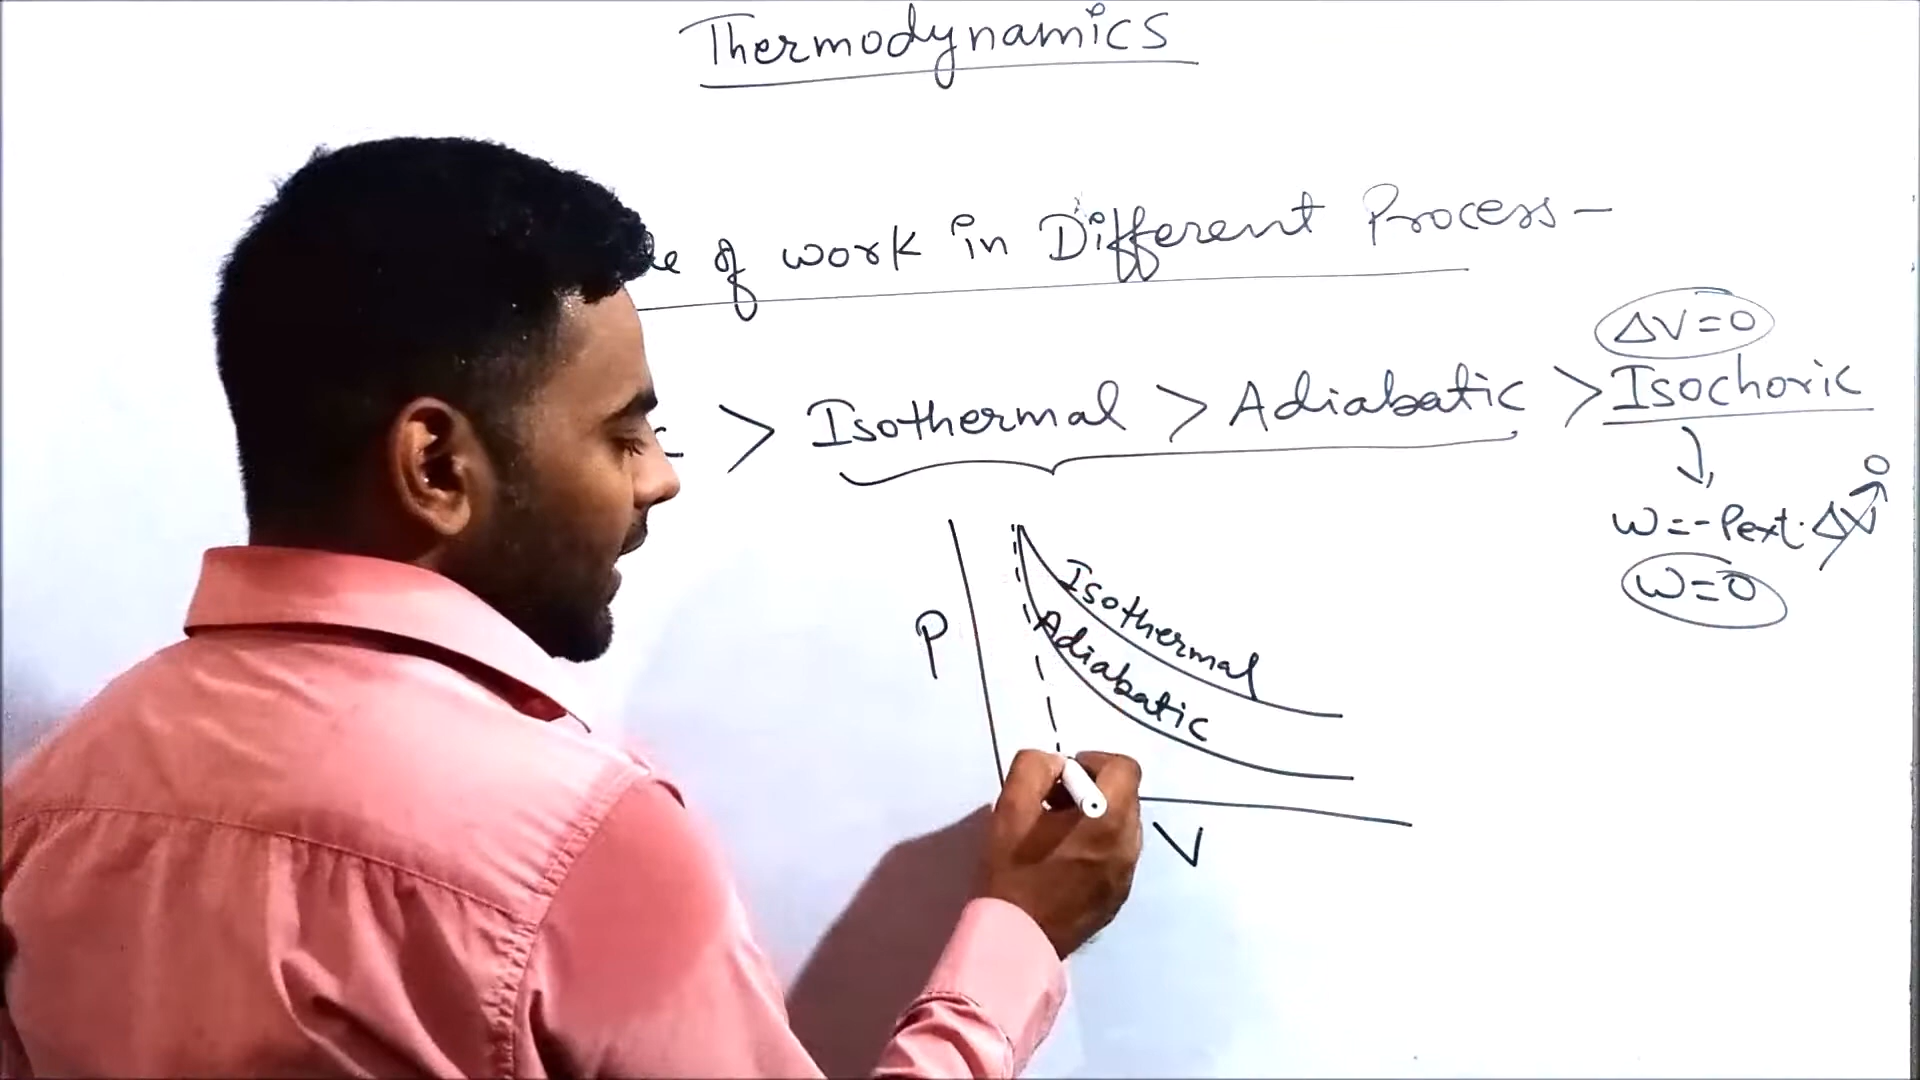 Thermodynamics
of work in Different Process-
ΔV=0
> Isothermal > Adiabatic > Isochoric
0
W=-Pext.ΔV
W=0
P
Isothermal
Adiabatic
V